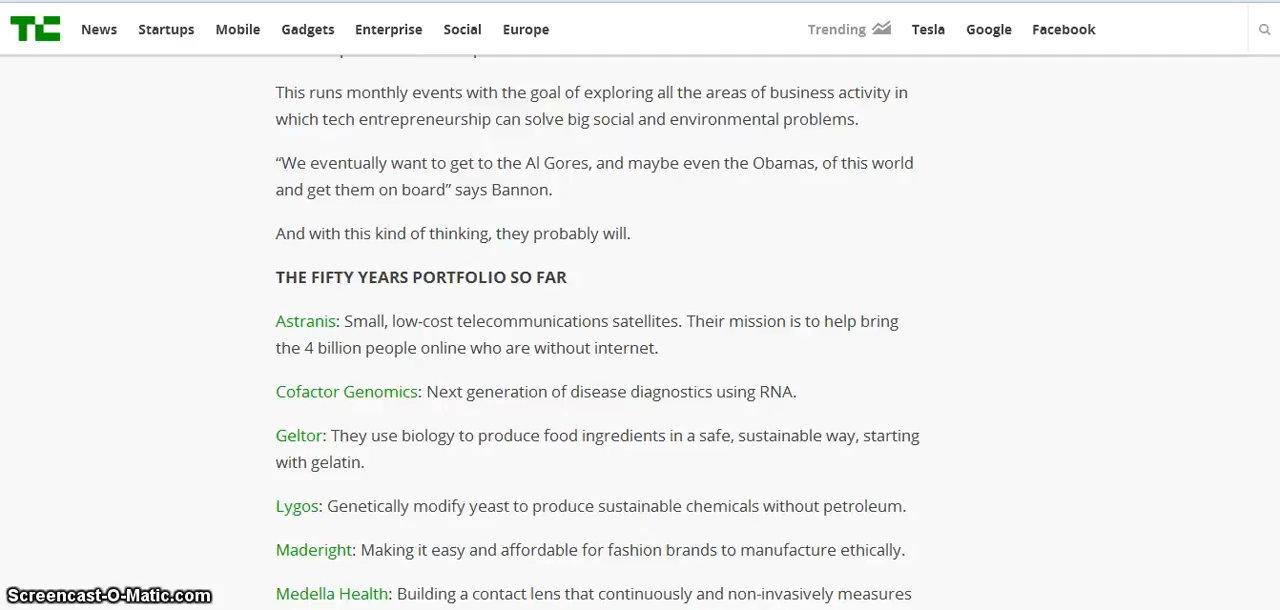 TC News Startups Mobile Gadgets Enterprise Social Europe Trending Tesla Google Facebook
This runs monthly events with the goal of exploring all the areas of business activity in
which tech entrepreneurship can solve big social and environmental problems.
“We eventually want to get to the Al Gores, and maybe even the Obamas, of this world
and get them on board” says Bannon.
And with this kind of thinking, they probably will.
THE FIFTY YEARS PORTFOLIO SO FAR
Astranis: Small, low-cost telecommunications satellites. Their mission is to help bring
the 4 billion people online who are without internet.
Cofactor Genomics: Next generation of disease diagnostics using RNA.
Geltor: They use biology to produce food ingredients in a safe, sustainable way, starting
with gelatin.
Lygos: Genetically modify yeast to produce sustainable chemicals without petroleum.
Maderight: Making it easy and affordable for fashion brands to manufacture ethically.
Medella Health: Building a contact lens that continuously and non-invasively measures
Screencast-O-Matic.com